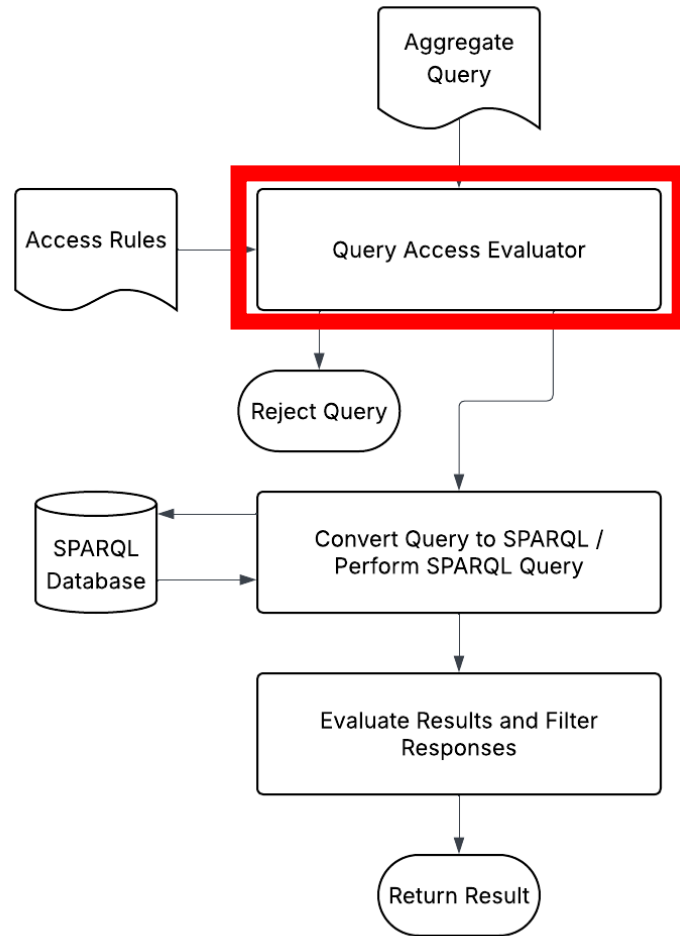 Aggregate
Query
Access Rules
Query Access Evaluator
Reject Query
SPARQL
Database
Convert Query to SPARQL /
Perform SPARQL Query
Evaluate Results and Filter
Responses
Return Result